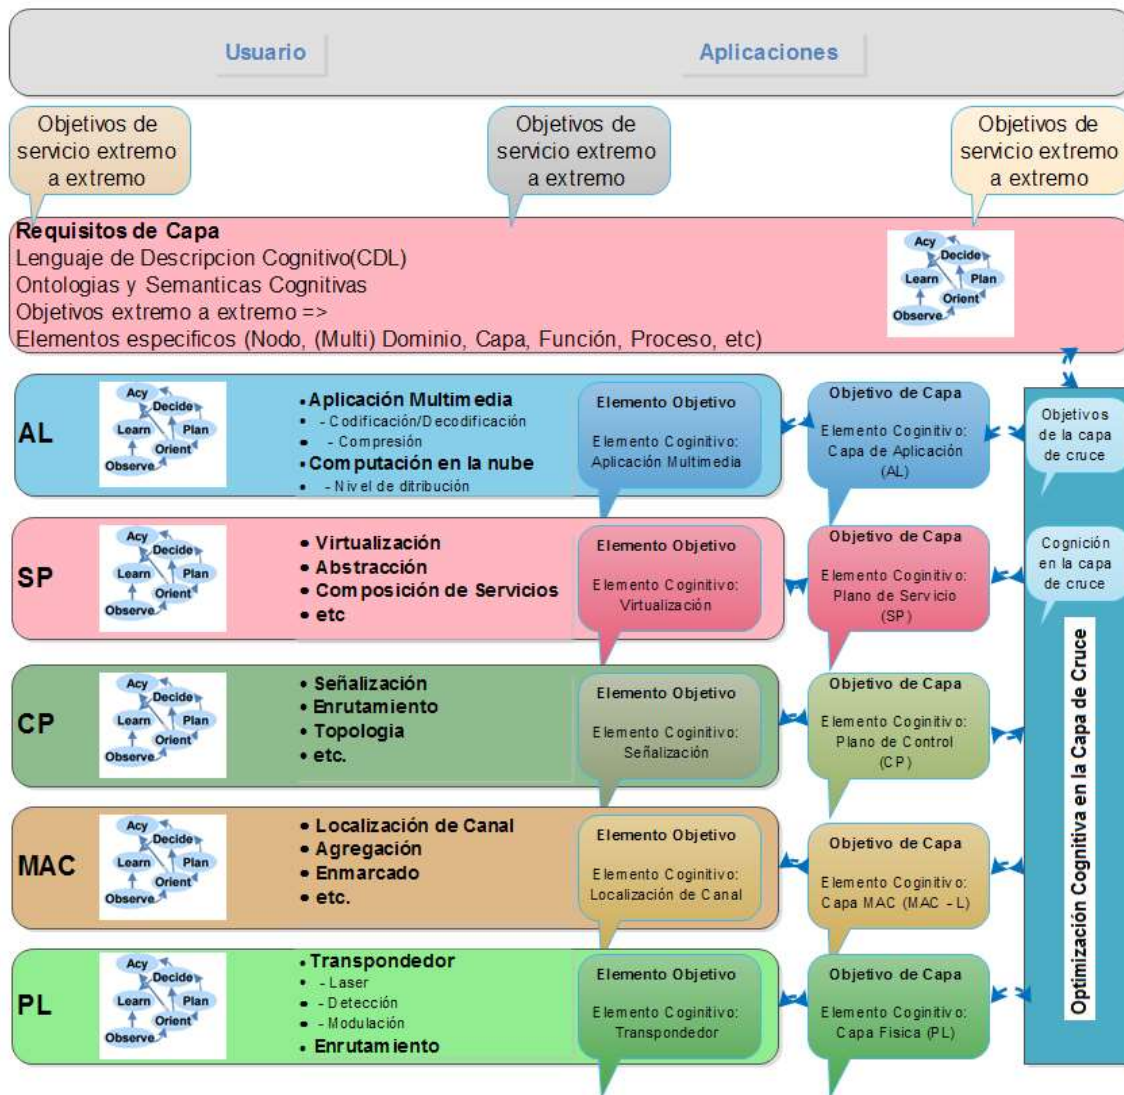 Usuario
Aplicaciones
Objetivos de
servicio extremo
a extremo
Objetivos de
servicio extremo
a extremo
Objetivos de
servicio extremo
a extremo
Requisitos de Capa
Lenguaje de Descripcion Cognitivo(CDL)
Ontologias y Semanticas Cognitivas
Objetivos extremo a extremo =>
Elementos especificos (Nodo, (Multi) Dominio, Capa, Función, Proceso, etc)
Acy
Decide
Learn
Plan
Orient
Observe
AL
Acy
Decide
Learn
Plan
Orient
Observe
• Aplicación Multimedia
• - Codificación/Decodificación
• - Compresión
• Computación en la nube
• - Nivel de ditribución
Elemento Objetivo
Elemento Coginitivo:
Aplicación Multimedia
Objetivo de Capa
Elemento Coginitivo:
Capa de Aplicación
(AL)
Objetivos
de la capa
de cruce
SP
Acy
Decide
Learn
Plan
Orient
Observe
• Virtualización
• Abstracción
• Composición de Servicios
• etc
Elemento Objetivo
Elemento Coginitivo:
Virtualización
Objetivo de Capa
Elemento Coginitivo:
Plano de Servicio
(SP)
Cognición
en la capa
de cruce
CP
Acy
Decide
Learn
Plan
Orient
Observe
• Señalización
• Enrutamiento
• Topologia
• etc.
Elemento Objetivo
Elemento Coginitivo:
Señalización
Objetivo de Capa
Elemento Coginitivo:
Plano de Control
(CP)
Optimización Cognitiva en la Capa de Cruce
MAC
Acy
Decide
Learn
Plan
Orient
Observe
• Localización de Canal
• Agregación
• Enmarcado
• etc.
Elemento Objetivo
Elemento Coginitivo:
Localización de Canal
Objetivo de Capa
Elemento Coginitivo:
Capa MAC (MAC - L)
PL
Acy
Decide
Learn
Plan
Orient
Observe
• Transpondedor
• - Laser
• - Detección
• - Modulación
• Enrutamiento
Elemento Objetivo
Elemento Coginitivo:
Transpondedor
Objetivo de Capa
Elemento Coginitivo:
Capa Fisica (PL)